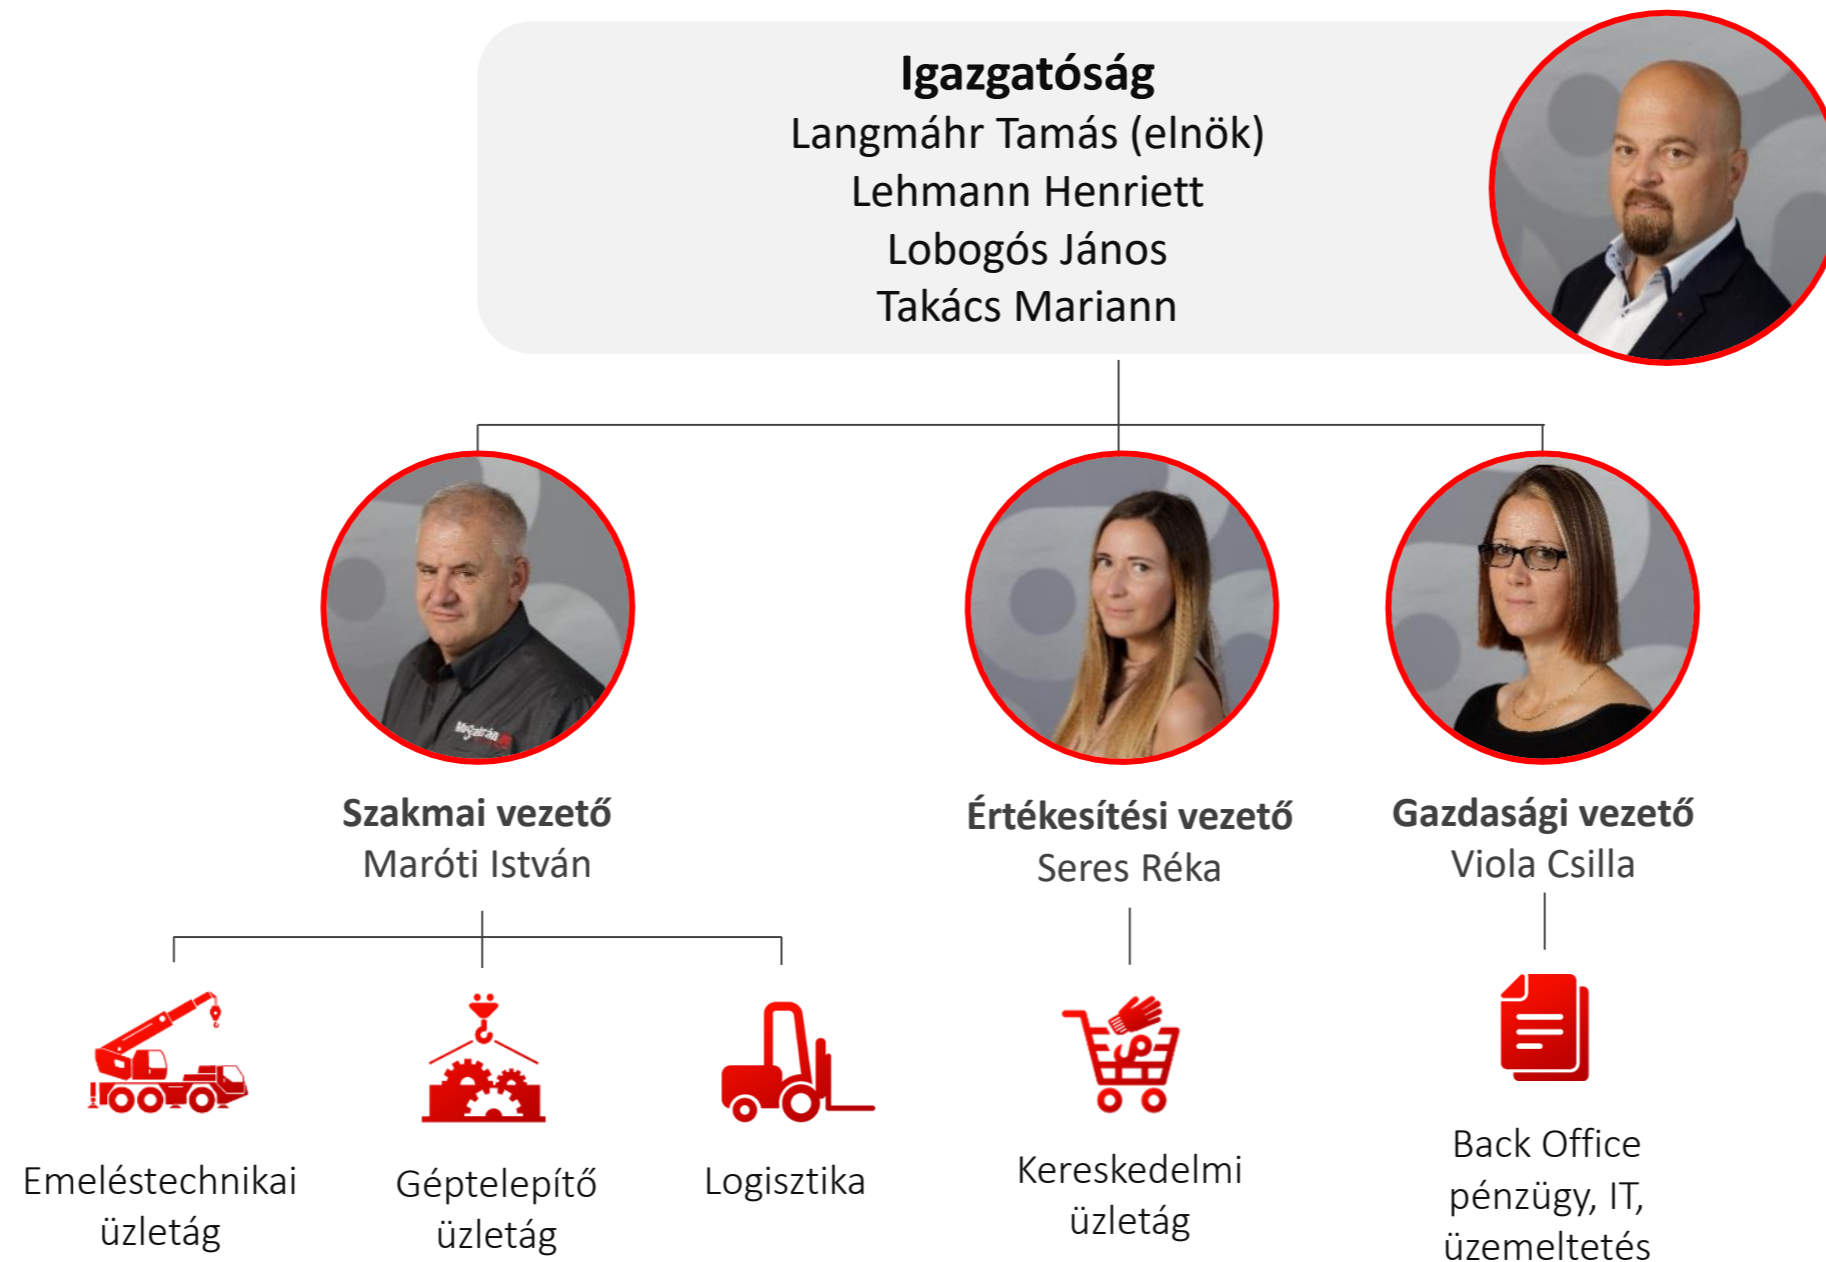 Igazgatóság
Langmáhr Tamás (elnök)
Lehmann Henriett
Lobogós János
Takács Mariann
Szakmai vezető
Maróti István
Értékesítési vezető
Seres Réka
Gazdasági vezető
Viola Csilla
Emeléstechnikai
üzletág
Géptelepítő
üzletág
Logisztika
Kereskedelmi
üzletág
Back Office
pénzügy, IT,
üzemeltetés